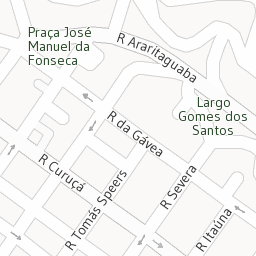 Praça José
Manuel da
Fonseca
R Araritaguaba
Largo
Gomes dos
Santos
R da Gávea
R Curuçá
R Tomás Speers
R Severa
R Itaúna